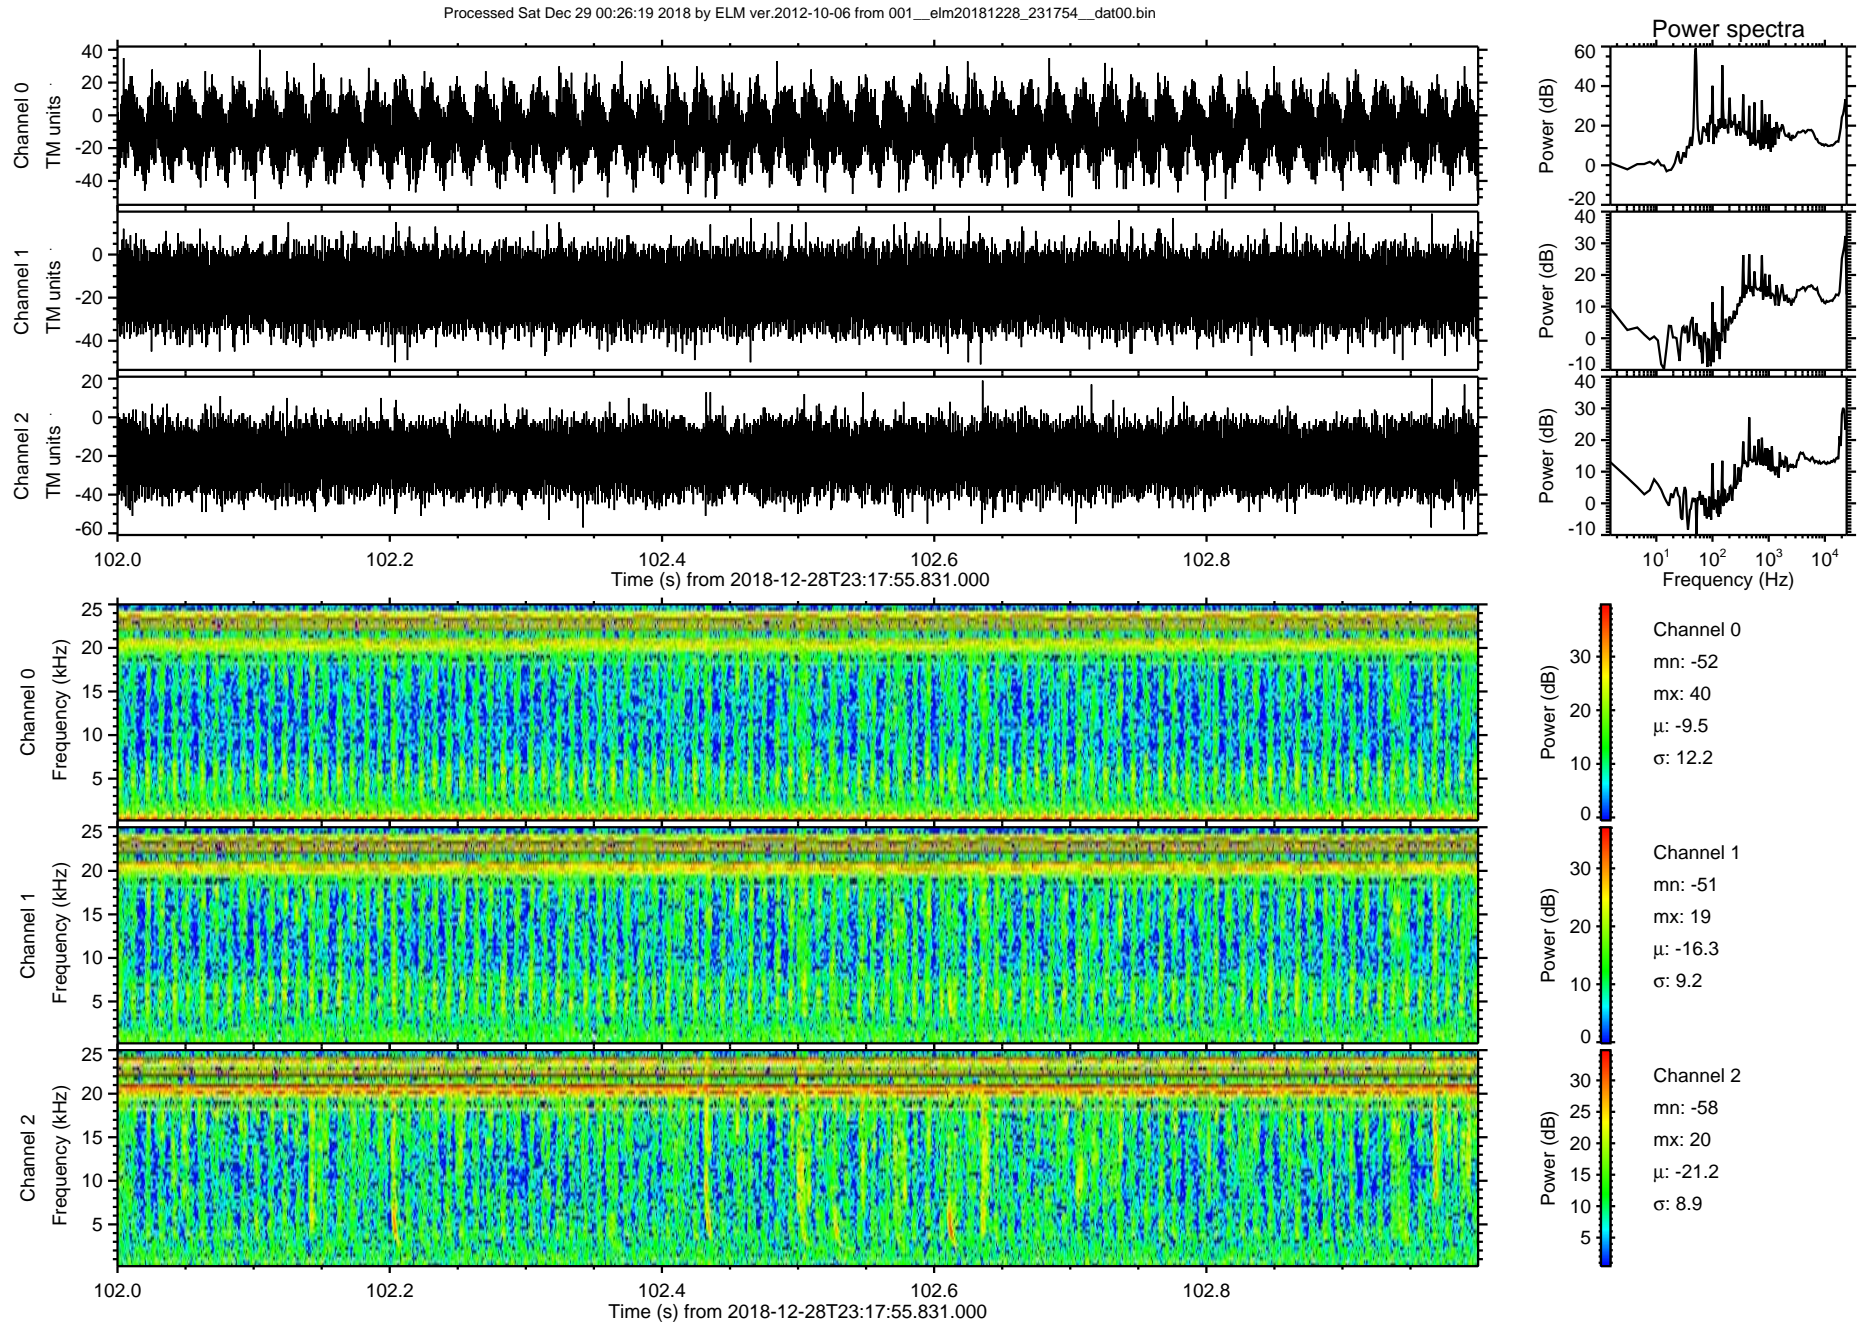 Processed Sat Dec 29 00:26:19 2018 by ELM ver.2012-10-06 from 001__elm20181228_231754__dat00.bin
Power spectra
Channel 0
TM units
40
20
0
-20
-40
Power (dB)
60
40
20
0
-20
Channel 1
TM units
0
-20
-40
Power (dB)
40
30
20
10
0
-10
Channel 2
TM units
20
0
-20
-40
-60
Power (dB)
40
30
20
10
0
-10
102.0 102.2 102.4 102.6 102.8
Time (s) from 2018-12-28T23:17:55.831.000
10¹ 10² 10³ 10⁴
Frequency (Hz)
Channel 0
Frequency (kHz)
25
20
15
10
5
Power (dB)
30
20
10
0
Channel 0
mn: -52
mx: 40
μ: -9.5
σ: 12.2
Channel 1
Frequency (kHz)
25
20
15
10
5
Power (dB)
30
20
10
0
Channel 1
mn: -51
mx: 19
μ: -16.3
σ: 9.2
Channel 2
Frequency (kHz)
25
20
15
10
5
Power (dB)
30
25
20
15
10
5
Channel 2
mn: -58
mx: 20
μ: -21.2
σ: 8.9
102.0 102.2 102.4 102.6 102.8
Time (s) from 2018-12-28T23:17:55.831.000